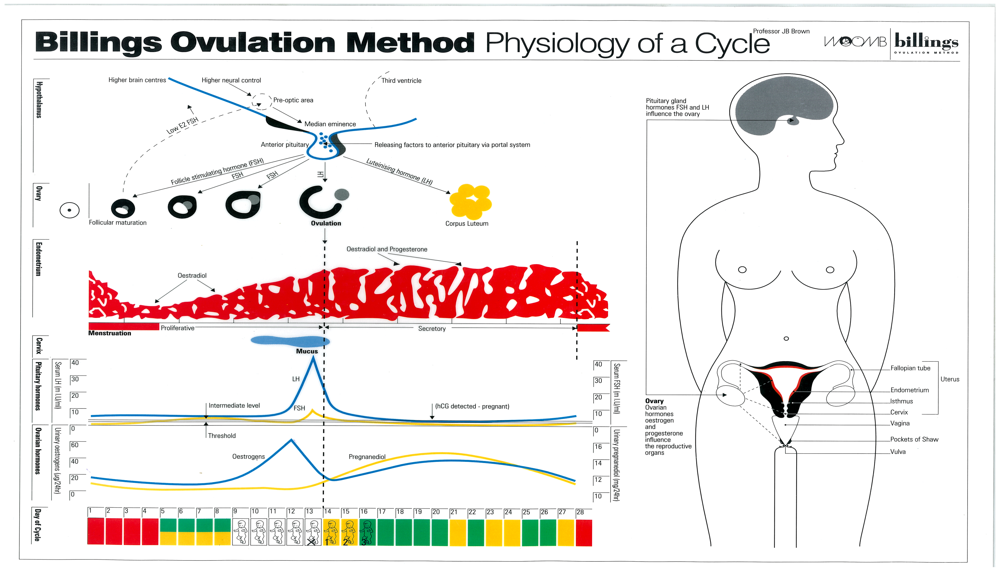 Billings Ovulation Method Physiology of a Cycle
Professor JB Brown
WOOMB
billings
OVULATION METHOD
Hypothalamus
Higher brain centres
Higher neural control
Third ventricle
Pre-optic area
Low E2 FSH
Median eminence
Anterior pituitary
Releasing factors to anterior pituitary via portal system
Follicle stimulating hormone (FSH)
FSH
FSH
LH
Luteinising hormone (LH)
Ovary
Follicular maturation
Ovulation
Corpus Luteum
Endometrium
Oestradiol
Oestradiol and Progesterone
Menstruation
Proliferative
Secretory
Cervix
Mucus
Pituitary hormones
Serum LH (m I.U/ml)
40
30
20
10
0
LH
FSH
Intermediate level
Threshold
(hCG detected - pregnant)
40
30
20
10
0
Serum FSH (m I.U/ml)
Ovarian hormones
Urinary oestrogens (µg/24hr)
60
40
20
0
Oestrogens
Pregnanediol
16
14
12
10
Urinary pregnanediol (mg/24hr)
Day of Cycle
1 2 3 4 5 6 7 8 9 10 11 12 13 14 15 16 17 18 19 20 21 22 23 24 25 26 27 28
X 1 2 3
Pituitary gland
hormones FSH and LH
influence the ovary
Ovary
Ovarian
hormones
oestrogen
and
progesterone
influence
the reproductive
organs
Fallopian tube
Uterus
Endometrium
Isthmus
Cervix
Vagina
Pockets of Shaw
Vulva